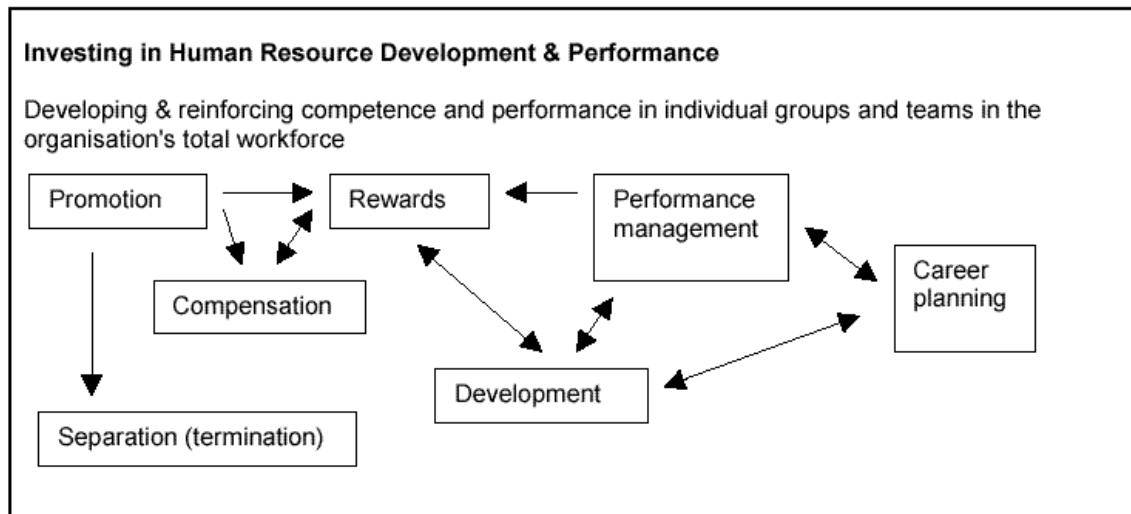 Investing in Human Resource Development & Performance
Developing & reinforcing competence and performance in individual groups and teams in the
organisation's total workforce
Promotion
Rewards
Performance
management
Career
planning
Compensation
Development
Separation (termination)